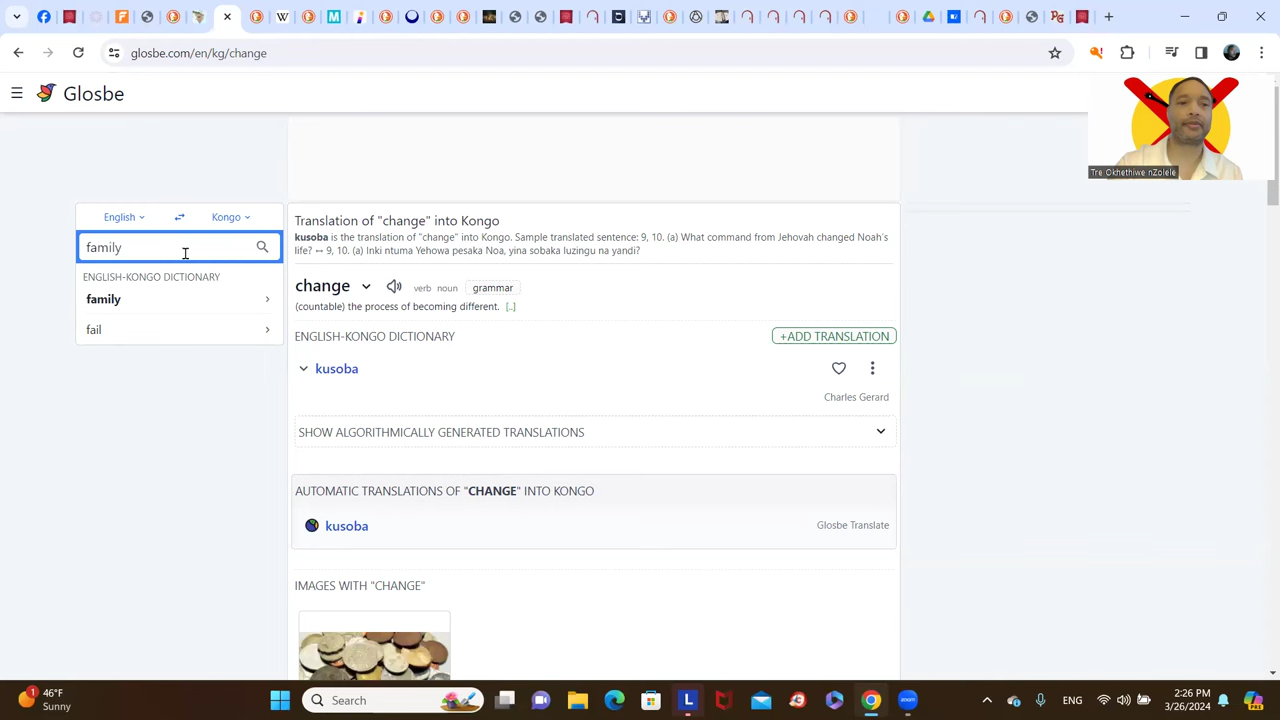 glosbe.com/en/kg/change
Glosbe
Tre Okhethiwe nZolele
English
Kongo
family
ENGLISH-KONGO DICTIONARY
family
fail
Translation of "change" into Kongo
kusoba is the translation of "change" into Kongo. Sample translated sentence: 9, 10. (a) What command from Jehovah changed Noah's
life? ↔ 9, 10. (a) Inki ntuma Yehowa pesaka Noa, yina sobaka luzingu na yandi?
change
verb noun grammar
(countable) the process of becoming different. [..]
ENGLISH-KONGO DICTIONARY
+ADD TRANSLATION
kusoba
Charles Gerard
SHOW ALGORITHMICALLY GENERATED TRANSLATIONS
AUTOMATIC TRANSLATIONS OF "CHANGE" INTO KONGO
kusoba
Glosbe Translate
IMAGES WITH "CHANGE"
1
46°F
Sunny
Search
ENG
2:26 PM
3/26/2024